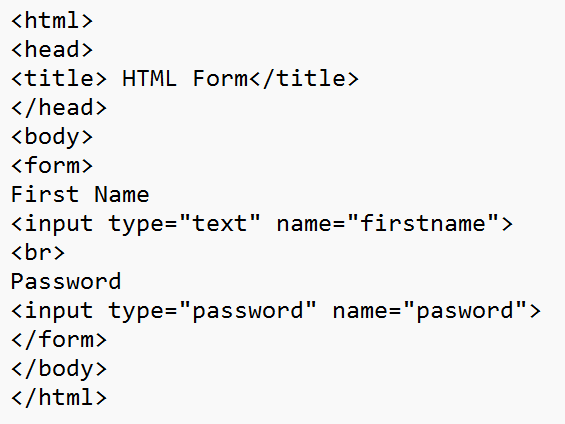 <html>
<head>
<title> HTML Form</title>
</head>
<body>
<form>
First Name
<input type="text" name="firstname">
<br>
Password
<input type="password" name="pasword">
</form>
</body>
</html>